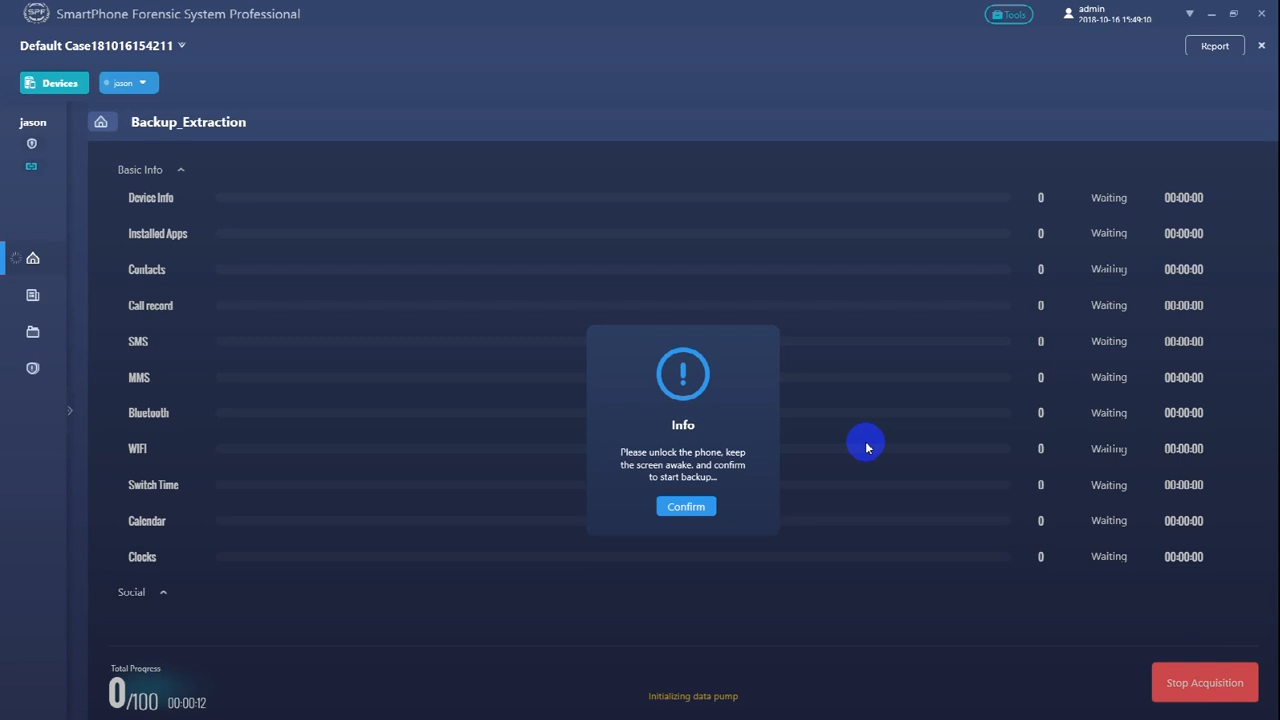 SPF SmartPhone Forensic System Professional
Tools
admin
2018-10-16 15:49:10
Default Case181016154211
Report
Devices
jason
jason
Backup_Extraction
Basic Info
Device Info 0 Waiting 00:00:00
Installed Apps 0 Waiting 00:00:00
Contacts 0 Waiting 00:00:00
Call record 0 Waiting 00:00:00
SMS 0 Waiting 00:00:00
MMS 0 Waiting 00:00:00
Bluetooth 0 Waiting 00:00:00
WIFI 0 Waiting 00:00:00
Switch Time 0 Waiting 00:00:00
Calendar 0 Waiting 00:00:00
Clocks 0 Waiting 00:00:00
Social
Info
Please unlock the phone, keep
the screen awake, and confirm
to start backup...
Confirm
Total Progress
0/100 00:00:12
Initializing data pump
Stop Acquisition